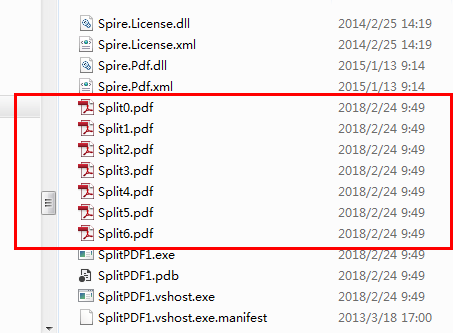 Spire.License.dll 2014/2/25 14:19
Spire.License.xml 2014/2/25 14:19
Spire.Pdf.dll 2015/1/13 9:14
Spire.Pdf.xml 2015/1/13 9:14
Split0.pdf 2018/2/24 9:49
Split1.pdf 2018/2/24 9:49
Split2.pdf 2018/2/24 9:49
Split3.pdf 2018/2/24 9:49
Split4.pdf 2018/2/24 9:49
Split5.pdf 2018/2/24 9:49
Split6.pdf 2018/2/24 9:49
SplitPDF1.exe 2018/2/24 9:49
SplitPDF1.pdb 2018/2/24 9:49
SplitPDF1.vshost.exe 2018/2/24 9:49
SplitPDF1.vshost.exe.manifest 2013/3/18 17:00